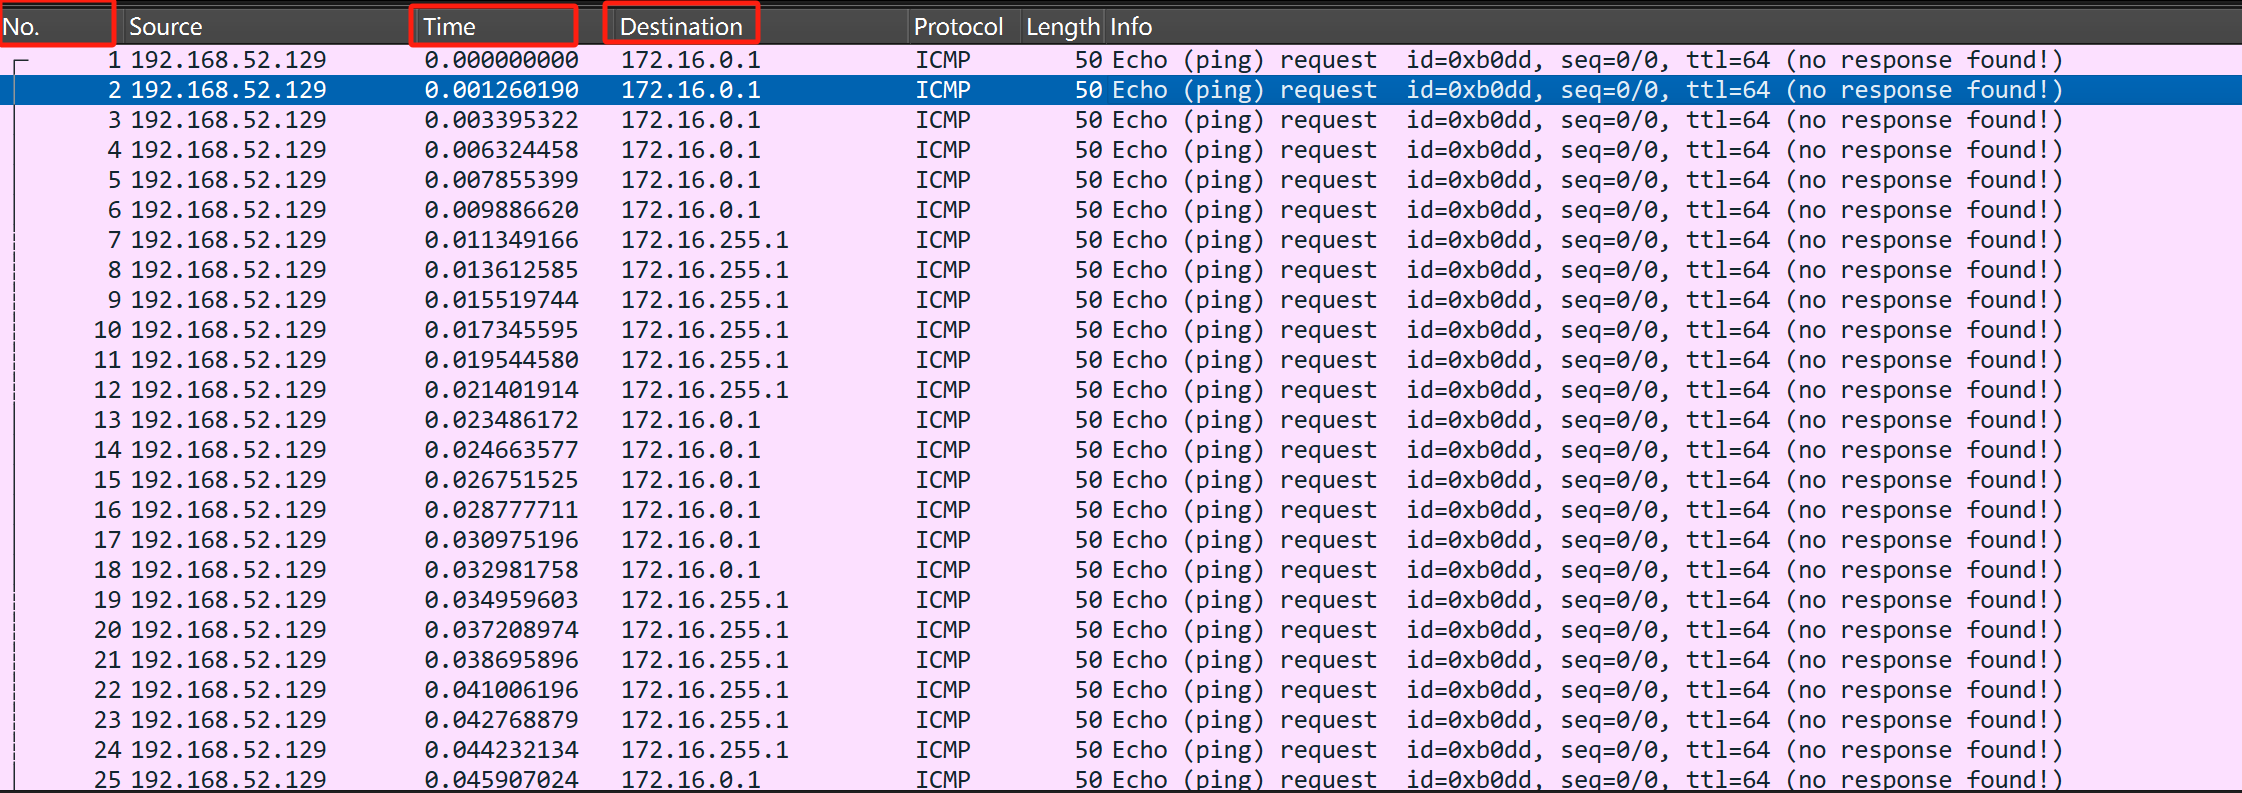 No. Source Time Destination Protocol Length Info
1 192.168.52.129 0.000000000 172.16.0.1 ICMP 50 Echo (ping) request id=0xb0dd, seq=0/0, ttl=64 (no response found!)
2 192.168.52.129 0.001260190 172.16.0.1 ICMP 50 Echo (ping) request id=0xb0dd, seq=0/0, ttl=64 (no response found!)
3 192.168.52.129 0.003395322 172.16.0.1 ICMP 50 Echo (ping) request id=0xb0dd, seq=0/0, ttl=64 (no response found!)
4 192.168.52.129 0.006324458 172.16.0.1 ICMP 50 Echo (ping) request id=0xb0dd, seq=0/0, ttl=64 (no response found!)
5 192.168.52.129 0.007855399 172.16.0.1 ICMP 50 Echo (ping) request id=0xb0dd, seq=0/0, ttl=64 (no response found!)
6 192.168.52.129 0.009886620 172.16.0.1 ICMP 50 Echo (ping) request id=0xb0dd, seq=0/0, ttl=64 (no response found!)
7 192.168.52.129 0.011349166 172.16.255.1 ICMP 50 Echo (ping) request id=0xb0dd, seq=0/0, ttl=64 (no response found!)
8 192.168.52.129 0.013612585 172.16.255.1 ICMP 50 Echo (ping) request id=0xb0dd, seq=0/0, ttl=64 (no response found!)
9 192.168.52.129 0.015519744 172.16.255.1 ICMP 50 Echo (ping) request id=0xb0dd, seq=0/0, ttl=64 (no response found!)
10 192.168.52.129 0.017345595 172.16.255.1 ICMP 50 Echo (ping) request id=0xb0dd, seq=0/0, ttl=64 (no response found!)
11 192.168.52.129 0.019544580 172.16.255.1 ICMP 50 Echo (ping) request id=0xb0dd, seq=0/0, ttl=64 (no response found!)
12 192.168.52.129 0.021401914 172.16.255.1 ICMP 50 Echo (ping) request id=0xb0dd, seq=0/0, ttl=64 (no response found!)
13 192.168.52.129 0.023486172 172.16.0.1 ICMP 50 Echo (ping) request id=0xb0dd, seq=0/0, ttl=64 (no response found!)
14 192.168.52.129 0.024663577 172.16.0.1 ICMP 50 Echo (ping) request id=0xb0dd, seq=0/0, ttl=64 (no response found!)
15 192.168.52.129 0.026751525 172.16.0.1 ICMP 50 Echo (ping) request id=0xb0dd, seq=0/0, ttl=64 (no response found!)
16 192.168.52.129 0.028777711 172.16.0.1 ICMP 50 Echo (ping) request id=0xb0dd, seq=0/0, ttl=64 (no response found!)
17 192.168.52.129 0.030975196 172.16.0.1 ICMP 50 Echo (ping) request id=0xb0dd, seq=0/0, ttl=64 (no response found!)
18 192.168.52.129 0.032981758 172.16.0.1 ICMP 50 Echo (ping) request id=0xb0dd, seq=0/0, ttl=64 (no response found!)
19 192.168.52.129 0.034959603 172.16.255.1 ICMP 50 Echo (ping) request id=0xb0dd, seq=0/0, ttl=64 (no response found!)
20 192.168.52.129 0.037208974 172.16.255.1 ICMP 50 Echo (ping) request id=0xb0dd, seq=0/0, ttl=64 (no response found!)
21 192.168.52.129 0.038695896 172.16.255.1 ICMP 50 Echo (ping) request id=0xb0dd, seq=0/0, ttl=64 (no response found!)
22 192.168.52.129 0.041006196 172.16.255.1 ICMP 50 Echo (ping) request id=0xb0dd, seq=0/0, ttl=64 (no response found!)
23 192.168.52.129 0.042768879 172.16.255.1 ICMP 50 Echo (ping) request id=0xb0dd, seq=0/0, ttl=64 (no response found!)
24 192.168.52.129 0.044232134 172.16.255.1 ICMP 50 Echo (ping) request id=0xb0dd, seq=0/0, ttl=64 (no response found!)
25 192.168.52.129 0.045907024 172.16.0.1 ICMP 50 Echo (ping) request id=0xb0dd, seq=0/0, ttl=64 (no response found!)